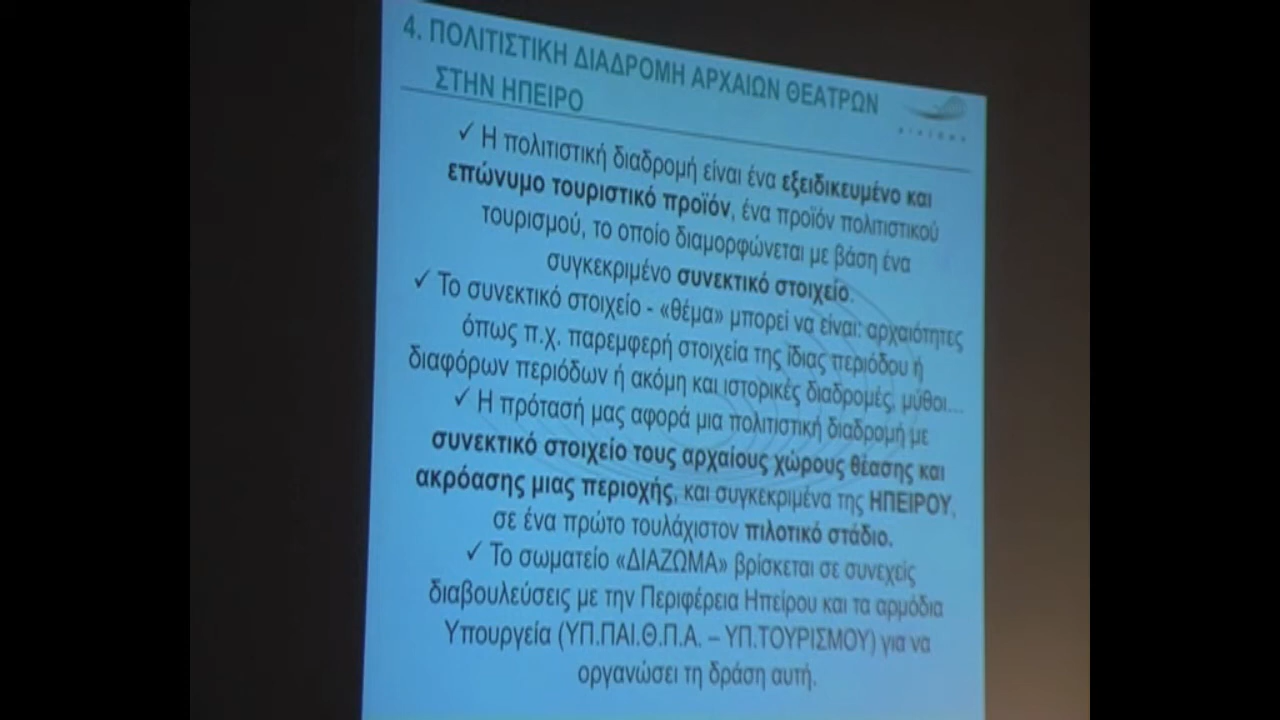 4. ΠΟΛΙΤΙΣΤΙΚΗ ΔΙΑΔΡΟΜΗ ΑΡΧΑΙΩΝ ΘΕΑΤΡΩΝ
ΣΤΗΝ ΗΠΕΙΡΟ
✓ Η πολιτιστική διαδρομή είναι ένα εξειδικευμένο και
επώνυμο τουριστικό προϊόν, ένα προϊόν πολιτιστικού
τουρισμού, το οποίο διαμορφώνεται με βάση ένα
συγκεκριμένο συνεκτικό στοιχείο.
✓ Το συνεκτικό στοιχείο - «θέμα» μπορεί να είναι: αρχαιότητες
όπως π.χ. παρεμφερή στοιχεία της ίδιας περιόδου ή
διαφόρων περιόδων ή ακόμη και ιστορικές διαδρομές, μύθοι...
✓ Η πρότασή μας αφορά μια πολιτιστική διαδρομή με
συνεκτικό στοιχείο τους αρχαίους χώρους θέασης και
ακρόασης μιας περιοχής, και συγκεκριμένα της ΗΠΕΙΡΟΥ,
σε ένα πρώτο τουλάχιστον πιλοτικό στάδιο.
✓ Το σωματείο «ΔΙΑΖΩΜΑ» βρίσκεται σε συνεχείς
διαβουλεύσεις με την Περιφέρεια Ηπείρου και τα αρμόδια
Υπουργεία (ΥΠ.ΠΑΙ.Θ.Π.Α. – ΥΠ.ΤΟΥΡΙΣΜΟΥ) για να
οργανώσει τη δράση αυτή.